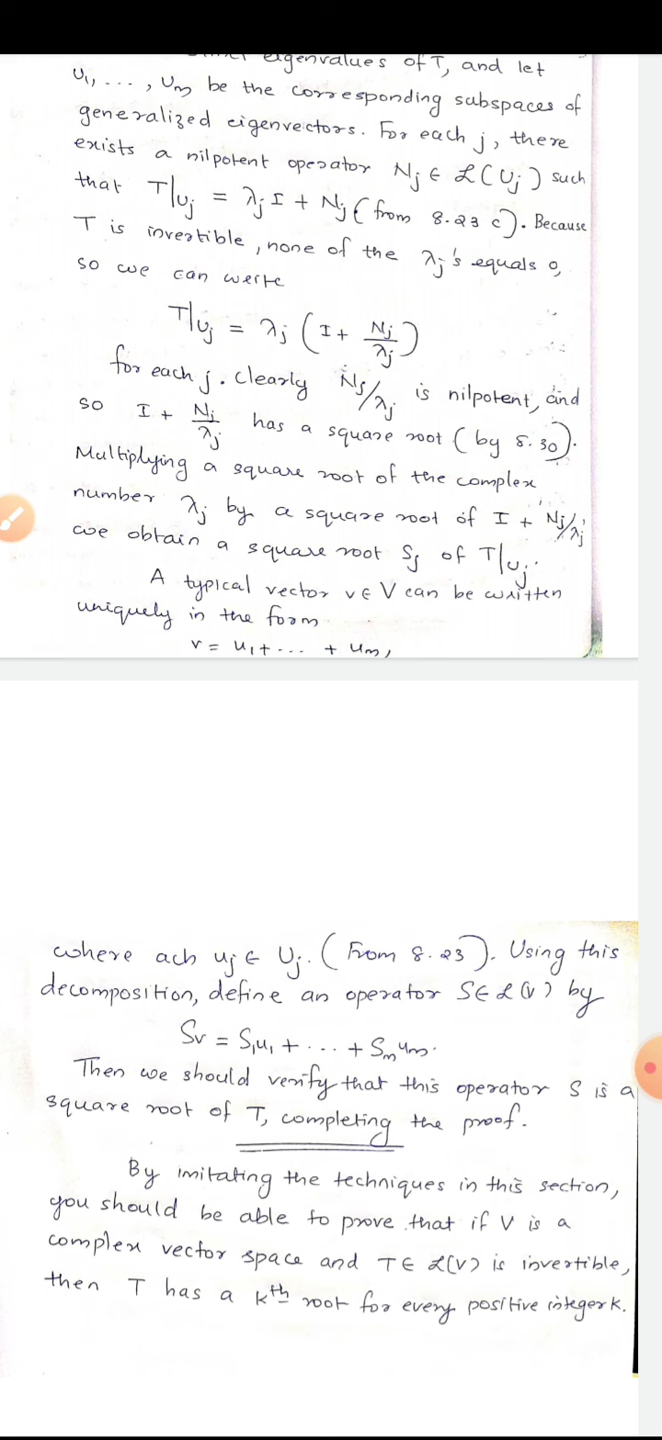 eigenvalues of T, and let
U₁, ..., Um be the corresponding subspaces of
generalized eigenvectors. For each j, there
exists a nilpotent operator Nj ∈ ℒ(Uj) such
that T|Uj = λj I + Nj (from 8.23 c). Because
T is invertible, none of the λj's equals 0,
so we can write
T|Uj = λj (I + Nj/λj)
for each j. Clearly Nj/λj is nilpotent, and
so I + Nj/λj has a square root (by 8.30).
Multiplying a square root of the complex
number λj by a square root of I + Nj/λj
we obtain a square root Sj of T|Uj.
A typical vector v ∈ V can be written
uniquely in the form
v = u₁ + ... + um,
where ach uj ∈ Uj. (From 8.23). Using this
decomposition, define an operator S ∈ ℒ(V) by
Sv = S₁u₁ + ... + Smum.
Then we should verify that this operator S is a
square root of T, completing the proof.
By imitating the techniques in this section,
you should be able to prove that if V is a
complex vector space and T ∈ ℒ(V) is invertible,
then T has a kth root for every positive integer k.